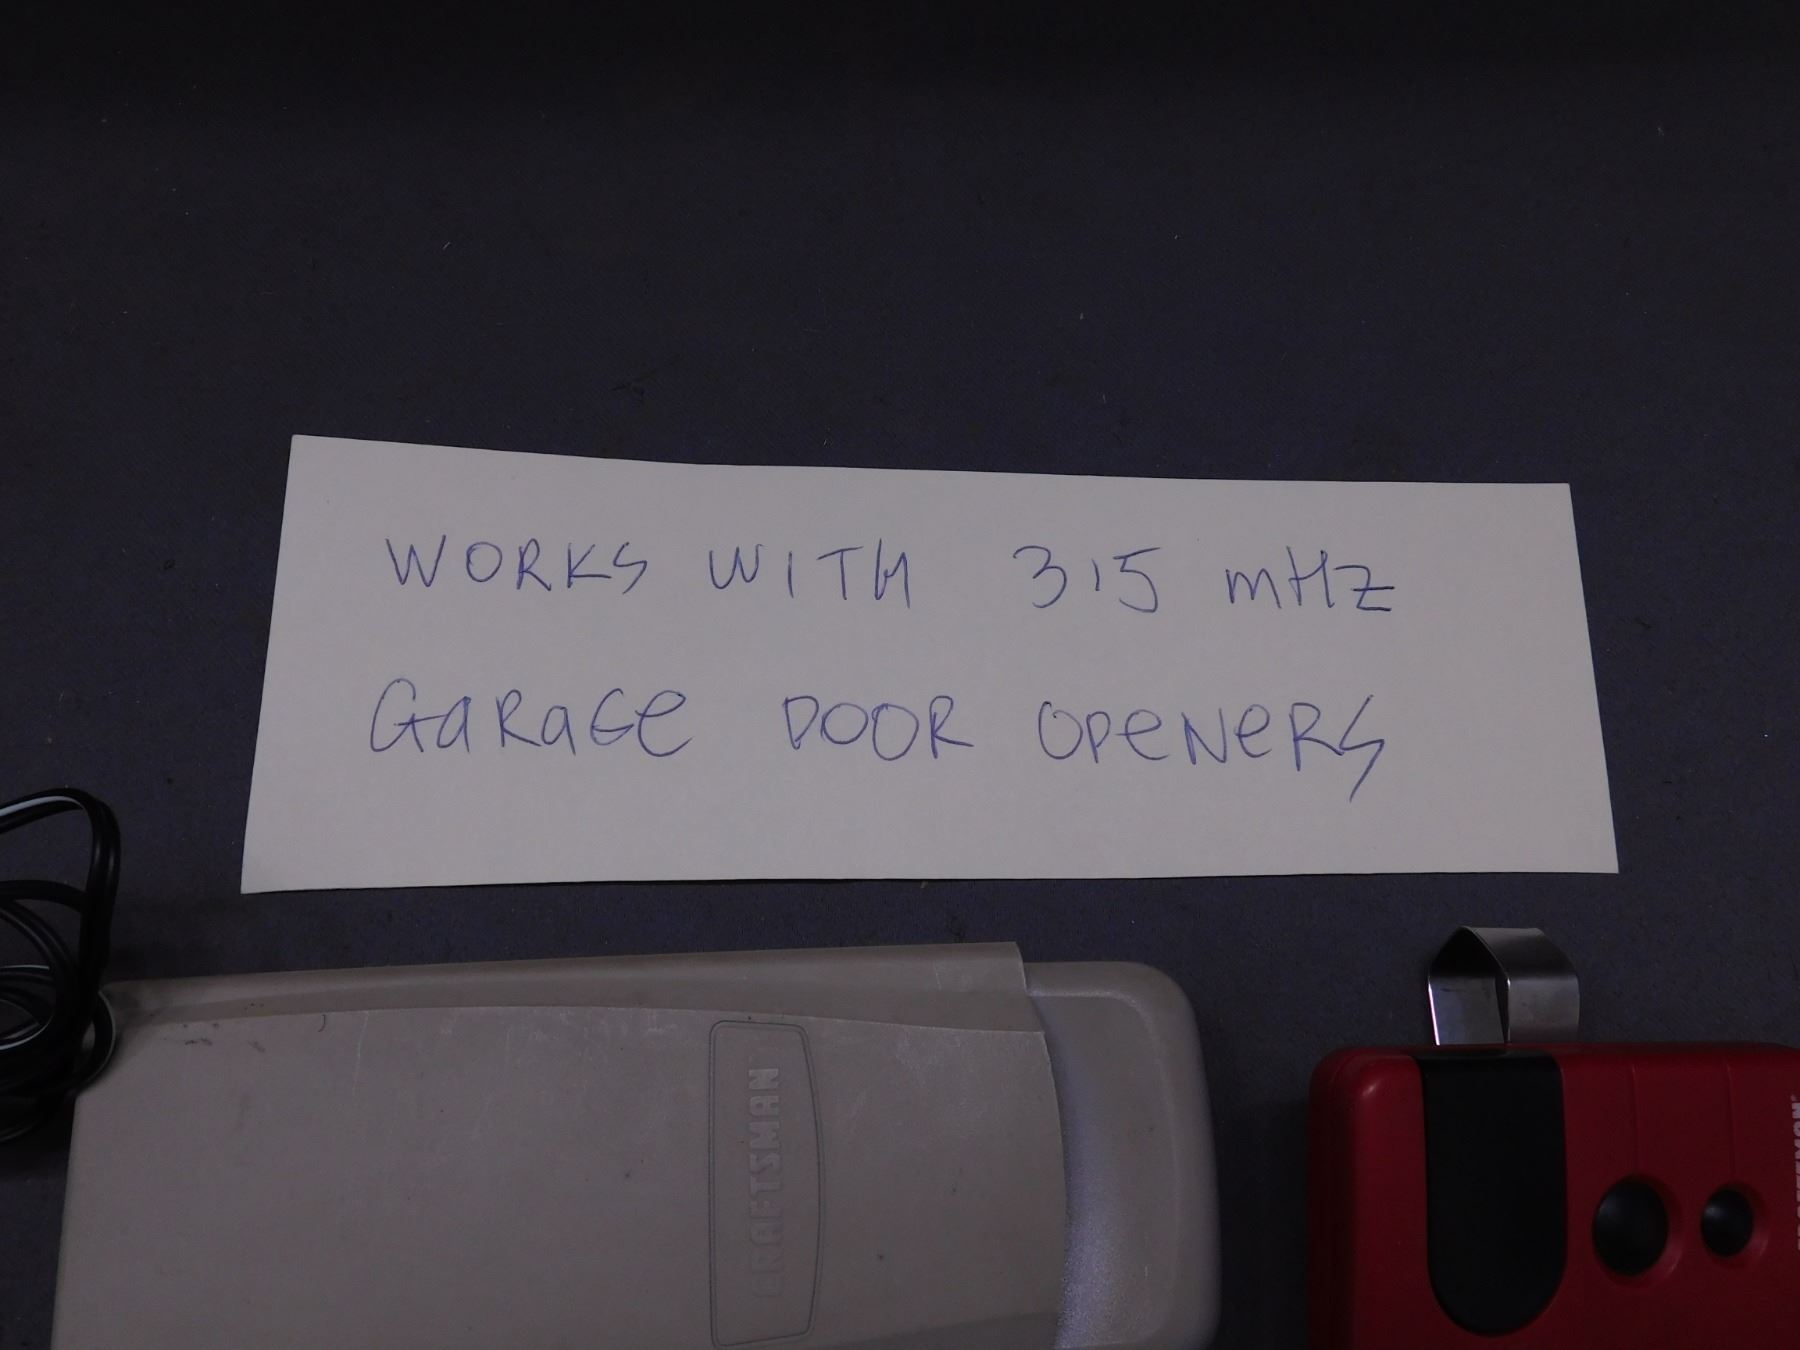 WORKS WITH 315 mHz
GaRaGe DOOR OPeNeRS
CRAFTSMAN